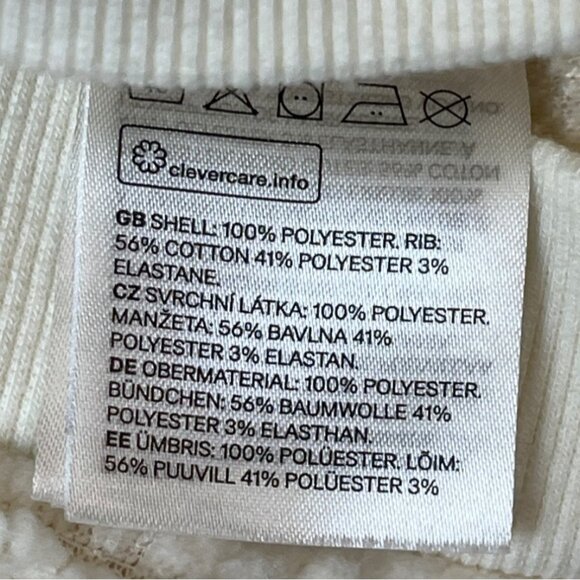 clevercare.info
GB SHELL: 100% POLYESTER. RIB:
56% COTTON 41% POLYESTER 3%
ELASTANE.
CZ SVRCHNÍ LÁTKA: 100% POLYESTER.
MANŽETA: 56% BAVLNA 41%
POLYESTER 3% ELASTAN.
DE OBERMATERIAL: 100% POLYESTER.
BÜNDCHEN: 56% BAUMWOLLE 41%
POLYESTER 3% ELASTHAN.
EE ÜMBRIS: 100% POLÜESTER. LÕIM:
56% PUUVILL 41% POLÜESTER 3%